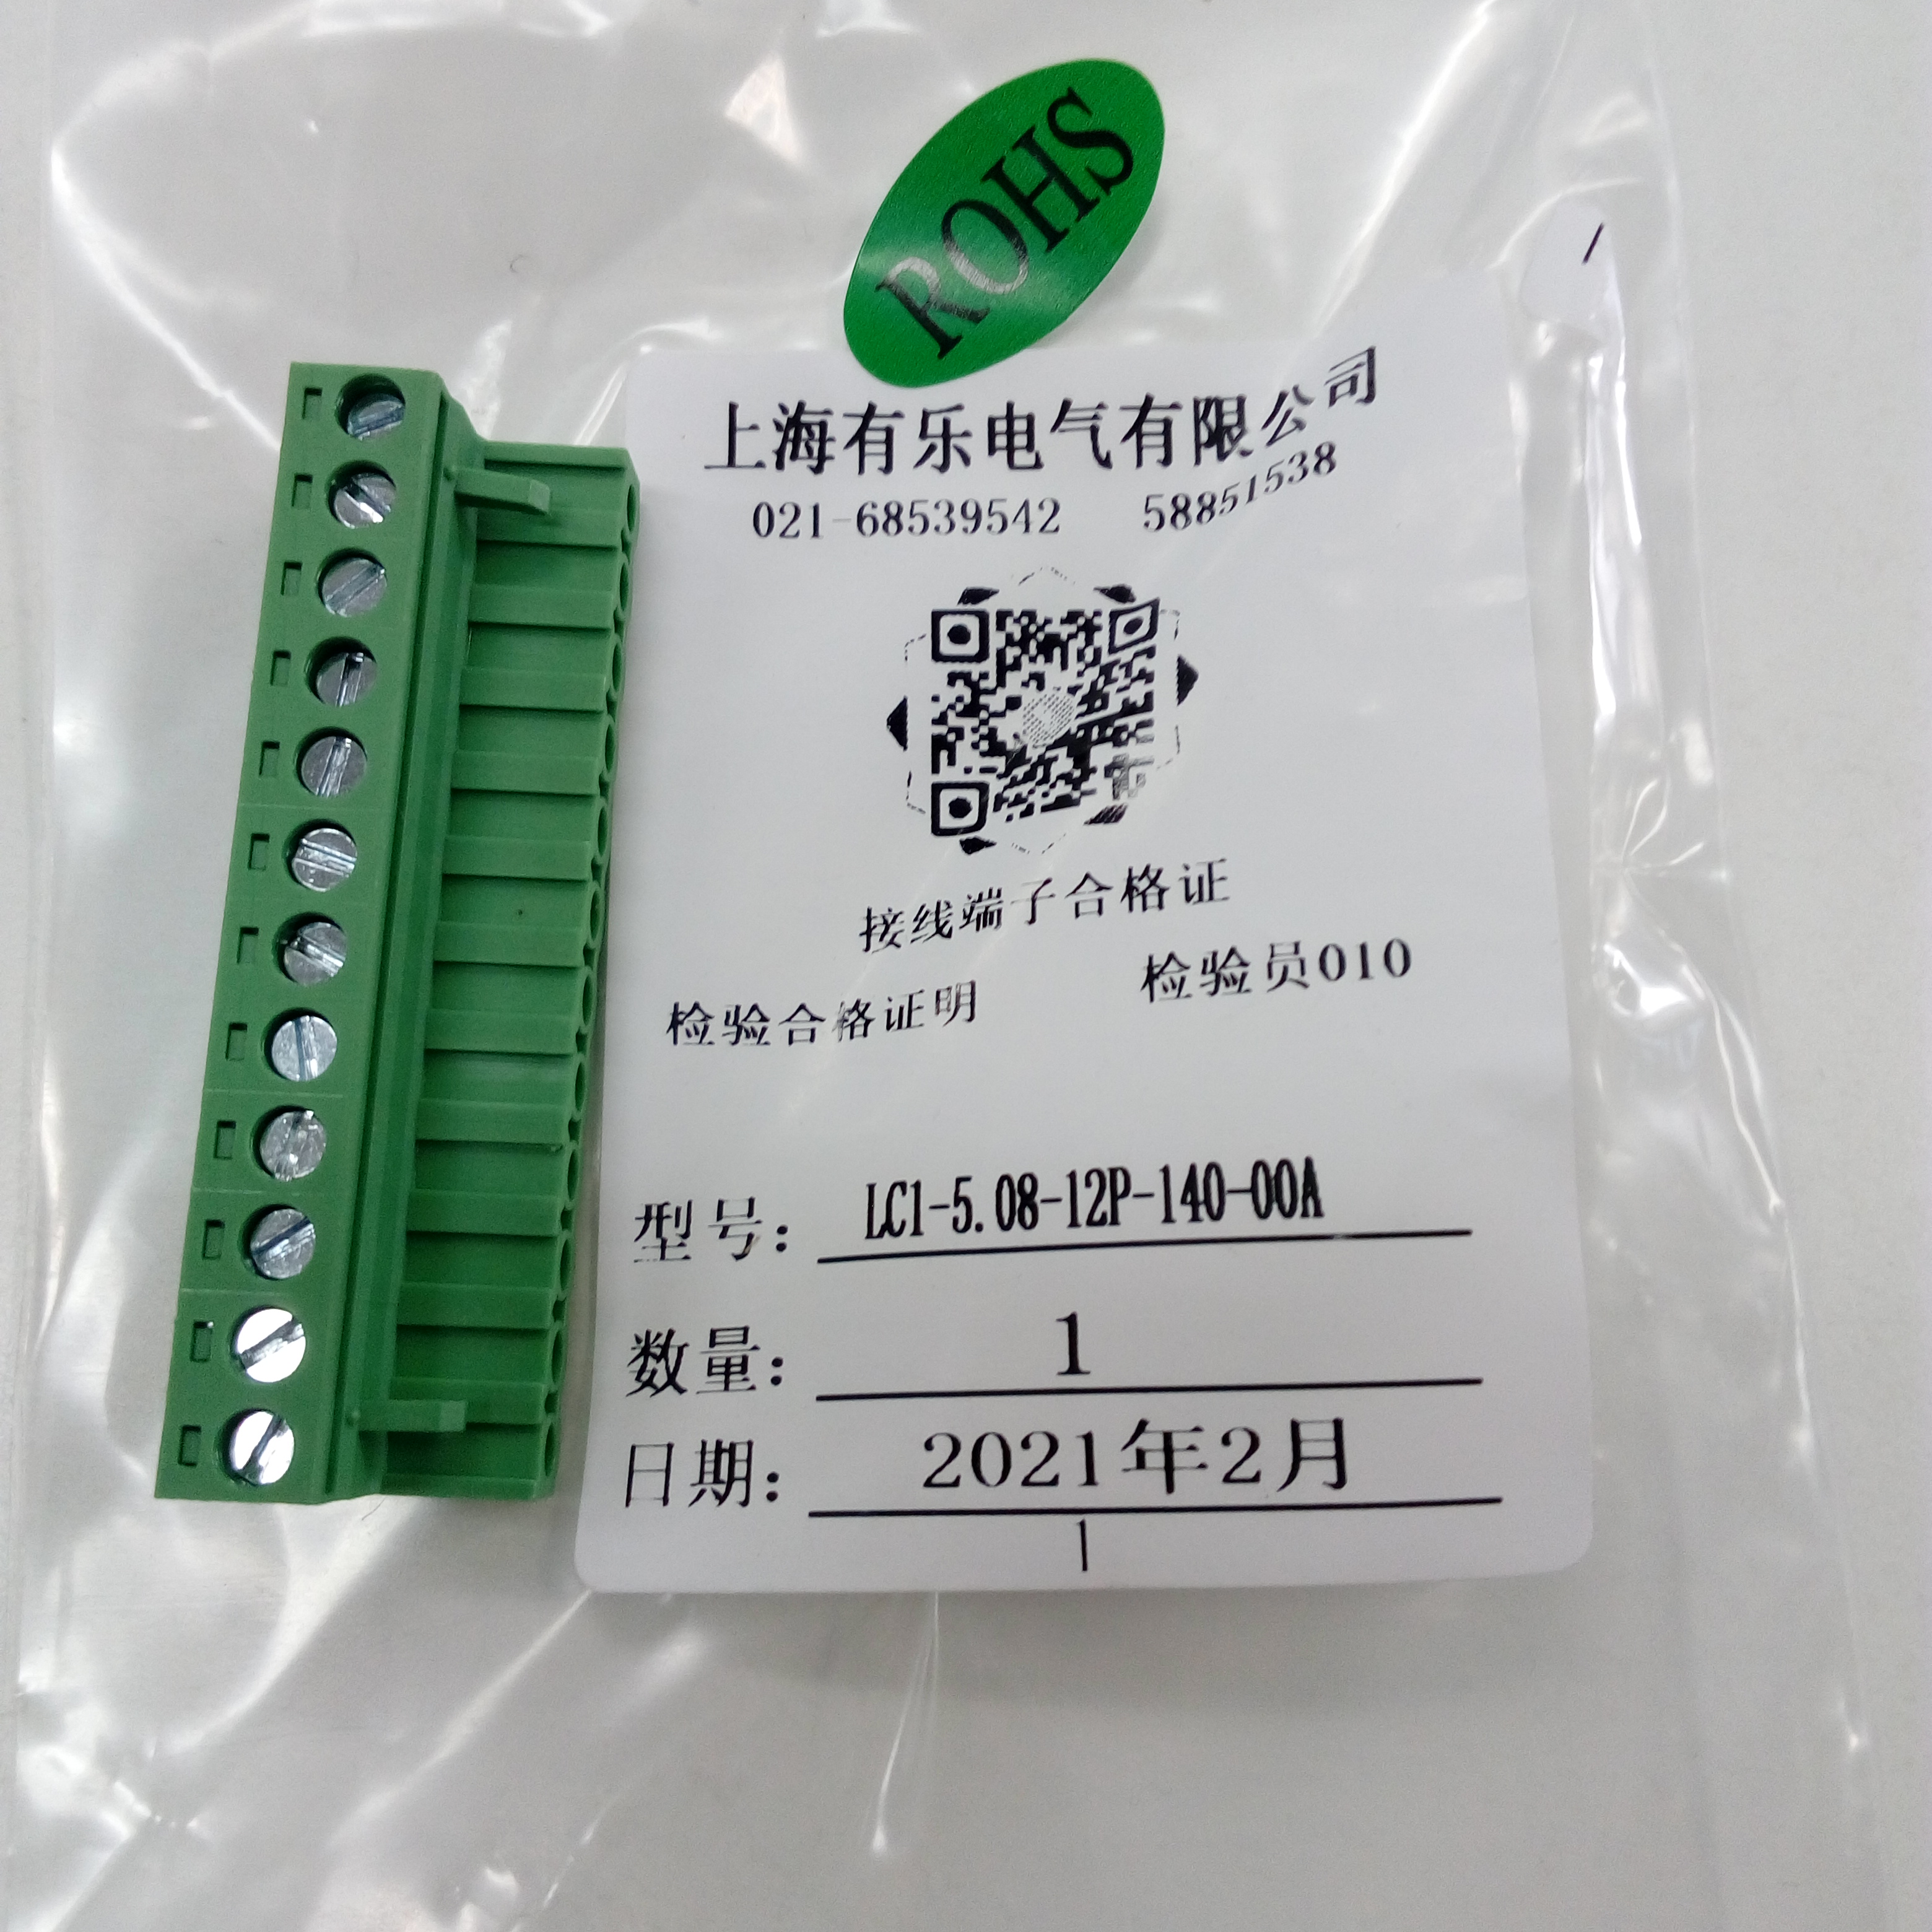 ROHS
上海有乐电气有限公司
021-68539542 58851538
接线端子合格证
检验合格证明 检验员010
型号: LC1-5.08-12P-140-00A
数量: 1
日期: 2021年2月
1